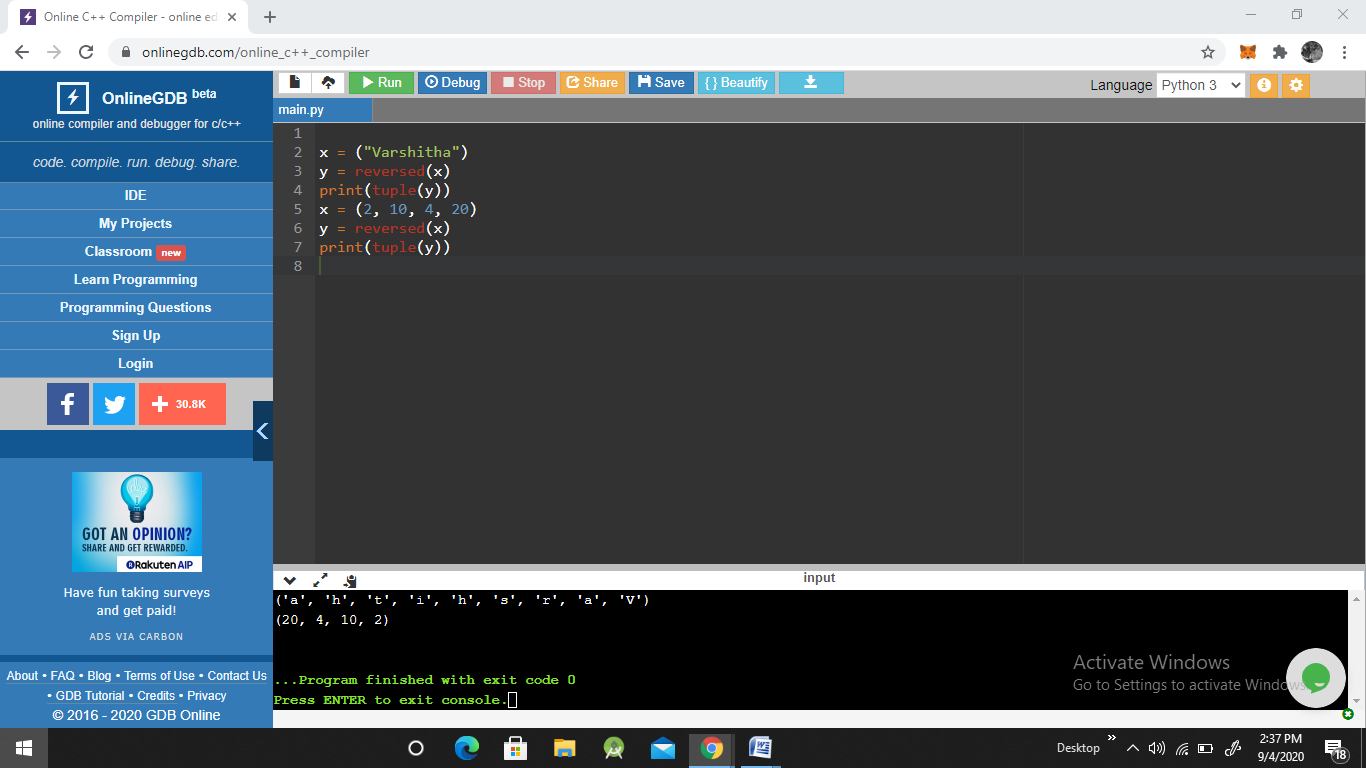 Online C++ Compiler - online ed
onlinegdb.com/online_c++_compiler
OnlineGDB beta
online compiler and debugger for c/c++
code. compile. run. debug. share.
IDE
My Projects
Classroom new
Learn Programming
Programming Questions
Sign Up
Login
30.8K
GOT AN OPINION?
SHARE AND GET REWARDED.
Rakuten AIP
Have fun taking surveys
and get paid!
ADS VIA CARBON
About • FAQ • Blog • Terms of Use • Contact Us
• GDB Tutorial • Credits • Privacy
© 2016 - 2020 GDB Online
Run Debug Stop Share Save { } Beautify
Language Python 3
main.py
1
2 x = ("Varshitha")
3 y = reversed(x)
4 print(tuple(y))
5 x = (2, 10, 4, 20)
6 y = reversed(x)
7 print(tuple(y))
8
input
('a', 'h', 't', 'i', 'h', 's', 'r', 'a', 'V')
(20, 4, 10, 2)
...Program finished with exit code 0
Press ENTER to exit console.
Activate Windows
Go to Settings to activate Windows.
Desktop
2:37 PM
9/4/2020
18